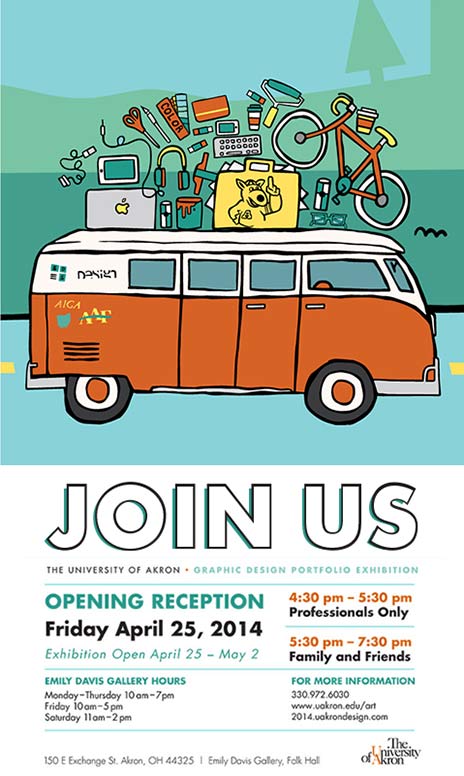 COLOR
DESIGN
AIGA
AAF
JOIN US
THE UNIVERSITY OF AKRON • GRAPHIC DESIGN PORTFOLIO EXHIBITION
OPENING RECEPTION
Friday April 25, 2014
Exhibition Open April 25 – May 2
4:30 pm – 5:30 pm
Professionals Only
5:30 pm – 7:30 pm
Family and Friends
EMILY DAVIS GALLERY HOURS
Monday–Thursday 10am–7pm
Friday 10am–5pm
Saturday 11am–2pm
FOR MORE INFORMATION
330.972.6030
www.uakron.edu/art
2014.uakrondesign.com
150 E Exchange St. Akron, OH 44325 | Emily Davis Gallery, Folk Hall
The
University
of Akron